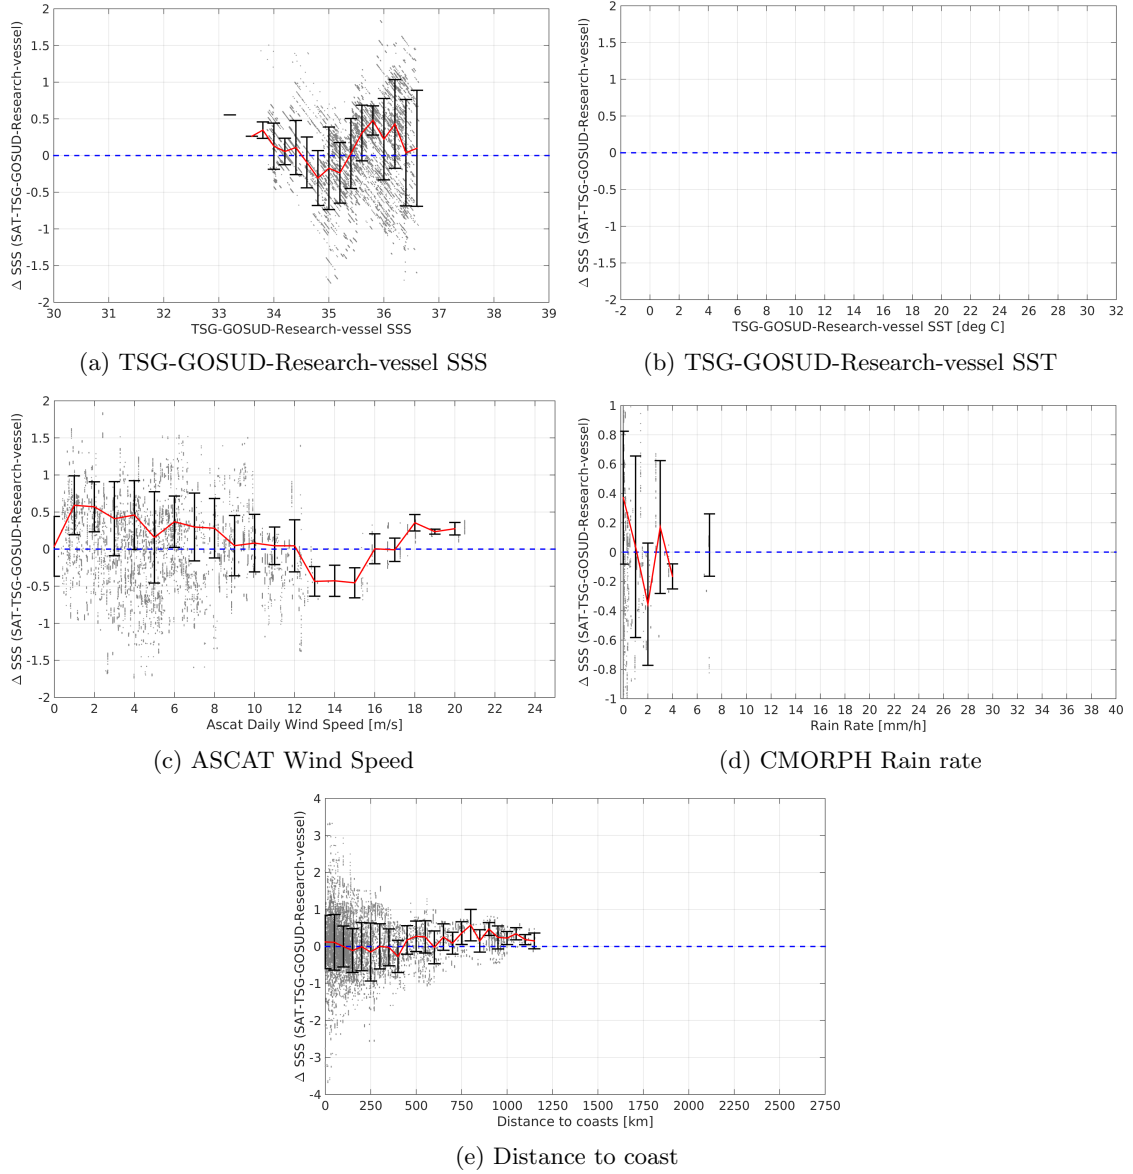 2
1.5
1
0.5
0
-0.5
-1
-1.5
-2
Δ SSS (SAT-TSG-GOSUD-Research-vessel)
30 31 32 33 34 35 36 37 38 39
TSG-GOSUD-Research-vessel SSS
(a) TSG-GOSUD-Research-vessel SSS
2
1.5
1
0.5
0
-0.5
-1
-1.5
-2
Δ SSS (SAT-TSG-GOSUD-Research-vessel)
-2 0 2 4 6 8 10 12 14 16 18 20 22 24 26 28 30 32
TSG-GOSUD-Research-vessel SST [deg C]
(b) TSG-GOSUD-Research-vessel SST
2
1.5
1
0.5
0
-0.5
-1
-1.5
-2
Δ SSS (SAT-TSG-GOSUD-Research-vessel)
0 2 4 6 8 10 12 14 16 18 20 22 24
Ascat Daily Wind Speed [m/s]
(c) ASCAT Wind Speed
1
0.8
0.6
0.4
0.2
0
-0.2
-0.4
-0.6
-0.8
-1
Δ SSS (SAT-TSG-GOSUD-Research-vessel)
0 2 4 6 8 10 12 14 16 18 20 22 24 26 28 30 32 34 36 38 40
Rain Rate [mm/h]
(d) CMORPH Rain rate
4
3
2
1
0
-1
-2
-3
-4
Δ SSS (SAT-TSG-GOSUD-Research-vessel)
0 250 500 750 1000 1250 1500 1750 2000 2250 2500 2750
Distance to coasts [km]
(e) Distance to coast